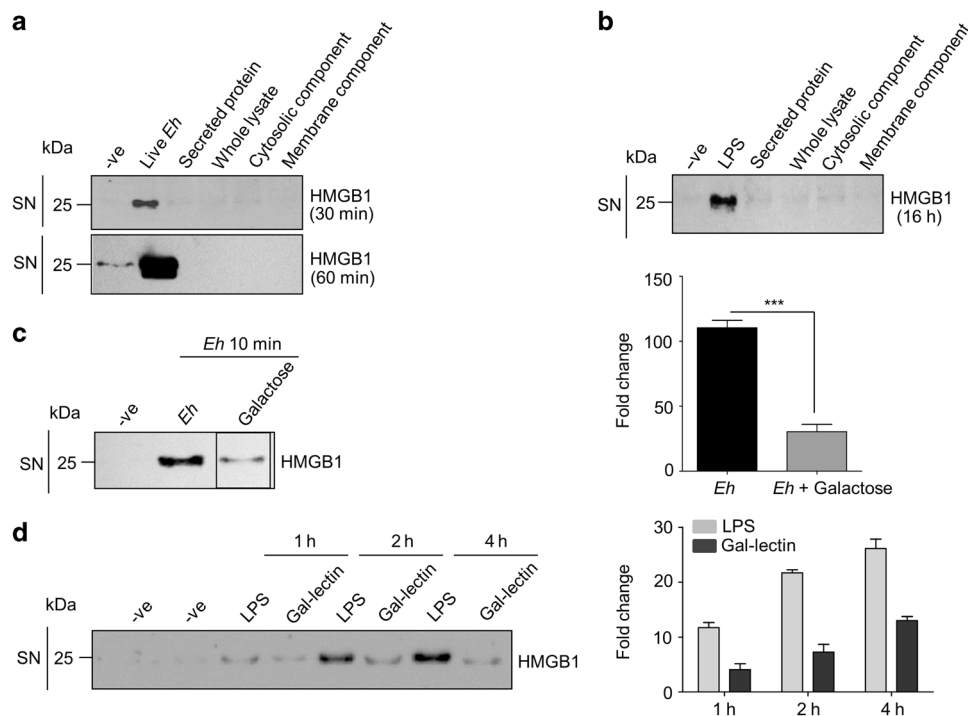 a
kDa
-ve
Live Eh
Secreted protein
Whole lysate
Cytosolic component
Membrane component
SN
25
HMGB1
(30 min)
SN
25
HMGB1
(60 min)
b
kDa
-ve
LPS
Secreted protein
Whole lysate
Cytosolic component
Membrane component
SN
25
HMGB1
(16 h)
c
Eh 10 min
kDa
-ve
Eh
Galactose
SN
25
HMGB1
Fold change
150
100
50
0
***
Eh
Eh + Galactose
d
1 h
2 h
4 h
kDa
-ve
-ve
LPS
Gal-lectin
LPS
Gal-lectin
LPS
Gal-lectin
SN
25
HMGB1
Fold change
30
20
10
0
LPS
Gal-lectin
1 h
2 h
4 h